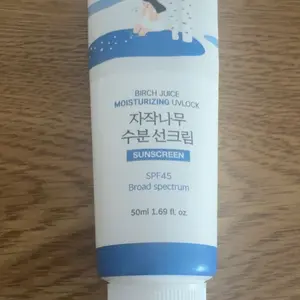 BIRCH JUICE
MOISTURIZING UVLOCK
자작나무
수분 선크림
SUNSCREEN
SPF45
Broad spectrum
50ml 1.69 fl. oz.